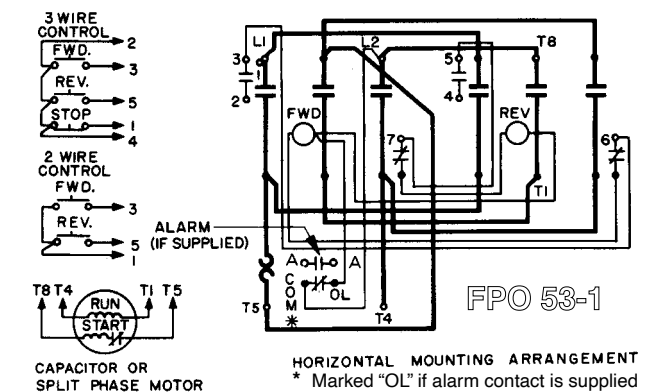 3 WIRE
CONTROL
FWD.
2
3
REV.
5
STOP
1
4
2 WIRE
CONTROL
FWD.
3
REV.
5
1
T8 T4 T1 T5
RUN
START
CAPACITOR OR
SPLIT PHASE MOTOR
L1 L2 T8
3 1 5
2 4
FWD REV
7 6
T1
ALARM
(IF SUPPLIED)
A A
COM
*
OL
T5 T4
FPO 53-1
HORIZONTAL MOUNTING ARRANGEMENT
* Marked “OL” if alarm contact is supplied